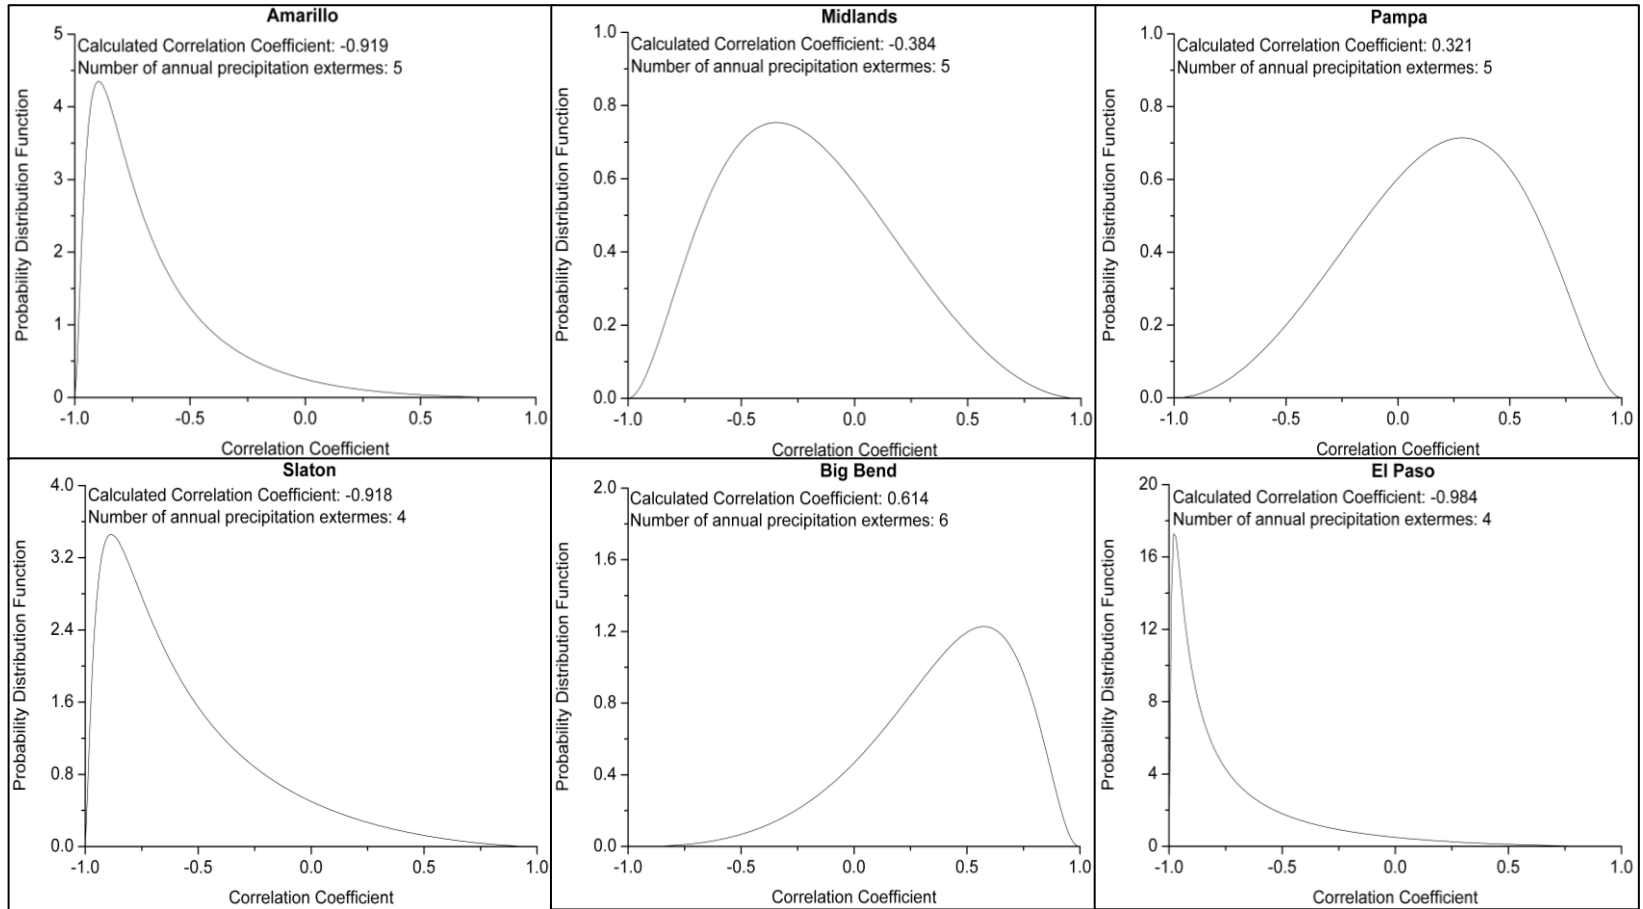 Amarillo
Calculated Correlation Coefficient: -0.919
Number of annual precipitation extermes: 5
Probability Distribution Function
5
4
3
2
1
0
-1.0 -0.5 0.0 0.5 1.0
Correlation Coefficient
Midlands
Calculated Correlation Coefficient: -0.384
Number of annual precipitation extermes: 5
Probability Distribution Function
1.0
0.8
0.6
0.4
0.2
0.0
-1.0 -0.5 0.0 0.5 1.0
Correlation Coefficient
Pampa
Calculated Correlation Coefficient: 0.321
Number of annual precipitation extermes: 5
Probability Distribution Function
1.0
0.8
0.6
0.4
0.2
0.0
-1.0 -0.5 0.0 0.5 1.0
Correlation Coefficient
Slaton
Calculated Correlation Coefficient: -0.918
Number of annual precipitation extermes: 4
Probability Distribution Function
4.0
3.2
2.4
1.6
0.8
0.0
-1.0 -0.5 0.0 0.5 1.0
Correlation Coefficient
Big Bend
Calculated Correlation Coefficient: 0.614
Number of annual precipitation extermes: 6
Probability Distribution Function
2.0
1.6
1.2
0.8
0.4
0.0
-1.0 -0.5 0.0 0.5 1.0
Correlation Coefficient
El Paso
Calculated Correlation Coefficient: -0.984
Number of annual precipitation extermes: 4
Probability Distribution Function
20
16
12
8
4
0
-1.0 -0.5 0.0 0.5 1.0
Correlation Coefficient